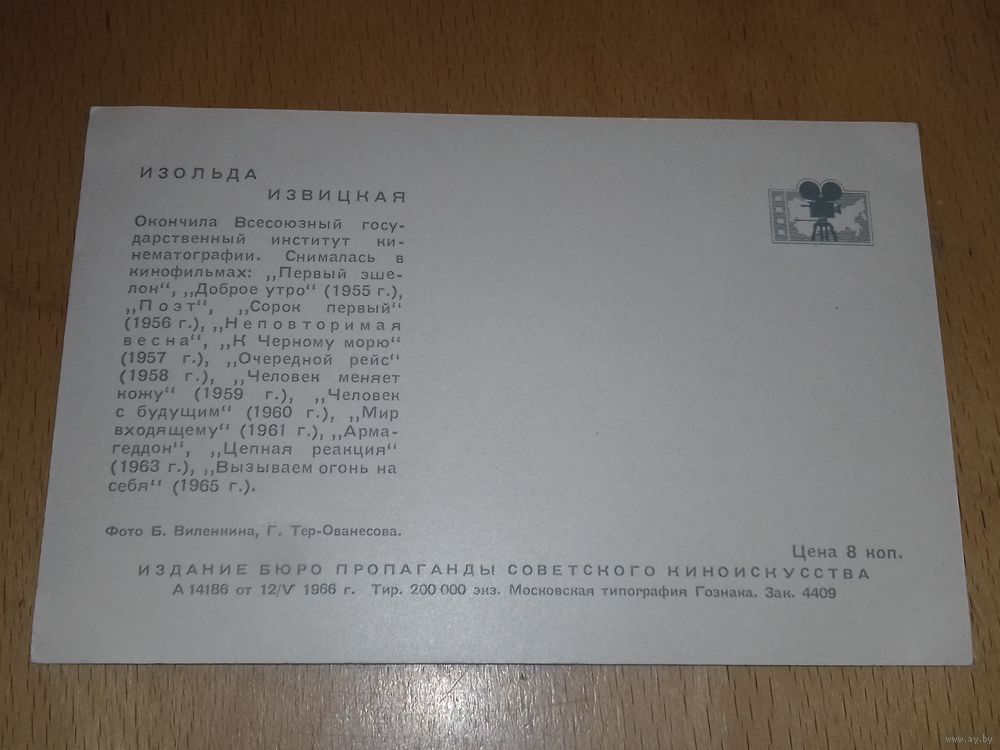 ИЗОЛЬДА
ИЗВИЦКАЯ
Окончила Всесоюзный госу-
дарственный институт ки-
нематографии. Снималась в
кинофильмах: „Первый эше-
лон“, „Доброе утро“ (1955 г.),
„Поэт“, „Сорок первый“
(1956 г.), „Неповторимая
весна“, „К Черному морю“
(1957 г.), „Очередной рейс“
(1958 г.), „Человек меняет
кожу“ (1959 г.), „Человек
с будущим“ (1960 г.), „Мир
входящему“ (1961 г.), „Арма-
геддон“, „Цепная реакция“
(1963 г.), „Вызываем огонь на
себя“ (1965 г.).
Фото Б. Виленкина, Г. Тер-Ованесова.
Цена 8 коп.
ИЗДАНИЕ БЮРО ПРОПАГАНДЫ СОВЕТСКОГО КИНОИСКУССТВА
А 14186 от 12/V 1966 г. Тир. 200 000 экз. Московская типография Гознака. Зак. 4409
www.ay.by